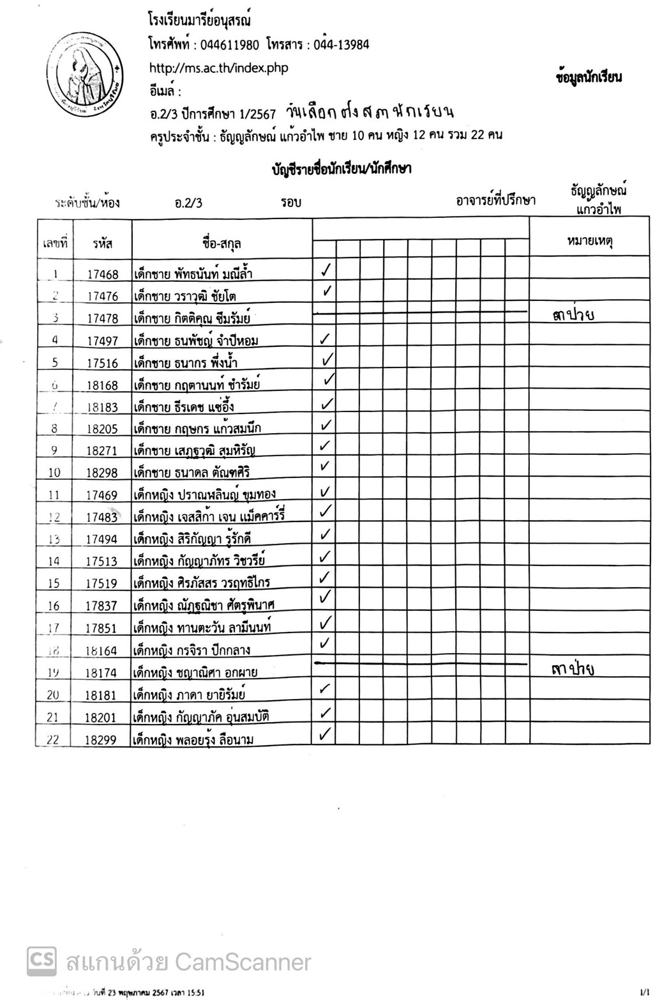 โรงเรียนมารีย์อนุสรณ์
โทรศัพท์ : 044611980 โทรสาร : 044-13984
http://ms.ac.th/index.php
ข้อมูลนักเรียน
อีเมล์ :
อ.2/3 ปีการศึกษา 1/2567 วันเลือกตั้งสภานักเรียน
ครูประจำชั้น : ธัญญลักษณ์ แก้วอำไพ ชาย 10 คน หญิง 12 คน รวม 22 คน
บัญชีรายชื่อนักเรียน/นักศึกษา
ระดับชั้น/ห้อง อ.2/3 รอบ อาจารย์ที่ปรึกษา ธัญญลักษณ์
แก้วอำไพ
เลขที่ รหัส ชื่อ-สกุล หมายเหตุ
1 17468 เด็กชาย พัทธนันท์ มณีล้ำ ✓
2 17476 เด็กชาย วราวุฒิ ชัยโต ✓
3 17478 เด็กชาย กิตติคุณ ซึมรัมย์ ลาป่วย
4 17497 เด็กชาย ธนพัชญ์ จำปีหอม ✓
5 17516 เด็กชาย ธนากร พึ่งน้ำ ✓
6 18168 เด็กชาย กฤตานนท์ ชำรัมย์ ✓
7 18183 เด็กชาย ธีรเดช แซ่อึ้ง ✓
8 18205 เด็กชาย กฤษกร แก้วสมนึก ✓
9 18271 เด็กชาย เสฎฐวุฒิ สุมหิรัญ ✓
10 18298 เด็กชาย ธนาดล ตัณฑศิริ ✓
11 17469 เด็กหญิง ปราณพลินญ์ ขุมทอง ✓
12 17483 เด็กหญิง เจสสิก้า เจน แม็คคาร์รี่ ✓
13 17494 เด็กหญิง สิริกัญญา รู้รักดี ✓
14 17513 เด็กหญิง กัญญาภัทร วิชวรีย์ ✓
15 17519 เด็กหญิง ศิรภัสสร วรฤทธิไกร ✓
16 17837 เด็กหญิง ณัฏฐณิชา ศัตรูพินาศ ✓
17 17851 เด็กหญิง ทานตะวัน ลามีนนท์ ✓
18 18164 เด็กหญิง กรจิรา ปีกกลาง ✓
19 18174 เด็กหญิง ชญาณิศา อกผาย ลาป่วย
20 18181 เด็กหญิง ภาดา ยายิรัมย์ ✓
21 18201 เด็กหญิง กัญญาภัค อุ่นสมบัติ ✓
22 18299 เด็กหญิง พลอยรุ้ง ลือนาม ✓
CS สแกนด้วย CamScanner
วันที่ 23 พฤษภาคม 2567 เวลา 15:51 1/1